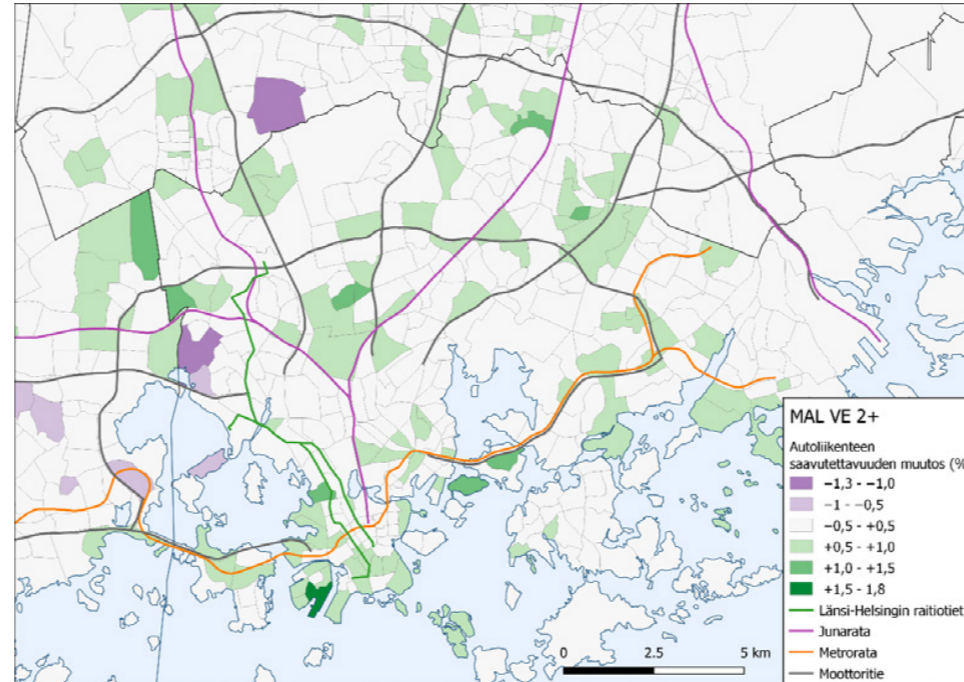 MAL VE 2+
Autoliikenteen
saavutettavuuden muutos (%
−1,3 - −1,0
−1 - −0,5
−0,5 - +0,5
+0,5 - +1,0
+1,0 - +1,5
+1,5 - 1,8
Länsi-Helsingin raitiotiet
Junarata
Metrorata
Moottoritie
0 2.5 5 km